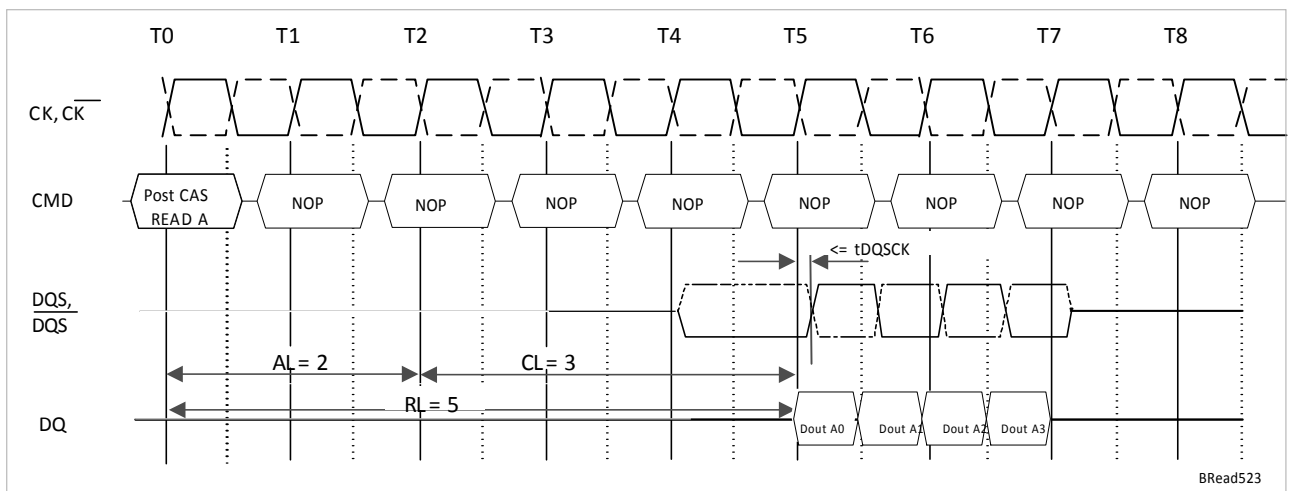 T0 T1 T2 T3 T4 T5 T6 T7 T8
CK, CK
CMD
Post CAS
READ A
NOP NOP NOP NOP NOP NOP NOP NOP
<= tDQSCK
DQS,
DQS
AL = 2 CL = 3
RL = 5
DQ
Dout A0 Dout A1 Dout A2 Dout A3
BRead523